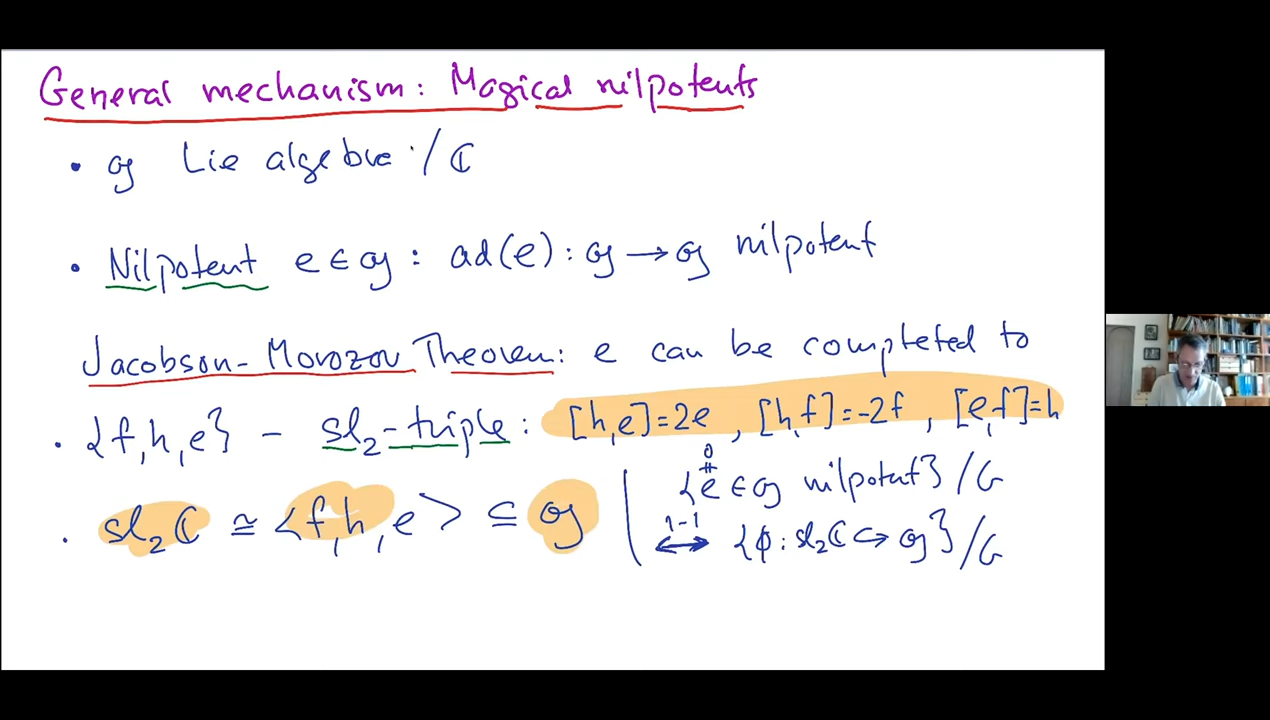 General mechanism: Magical nilpotents
• 𝔤 Lie algebra /ℂ
• Nilpotent e ∈ 𝔤 : ad(e) : 𝔤 → 𝔤 nilpotent
Jacobson-Morozov Theorem: e can be completed to
• {f,h,e} - sl₂-triple: [h,e]=2e, [h,f]=-2f, [e,f]=h
• sl₂ℂ ≅ <f,h,e> ⊆ 𝔤
{0 ≠ e ∈ 𝔤 nilpotent}/G
1-1
↔ {ϕ : sl₂ℂ ↪ 𝔤}/G